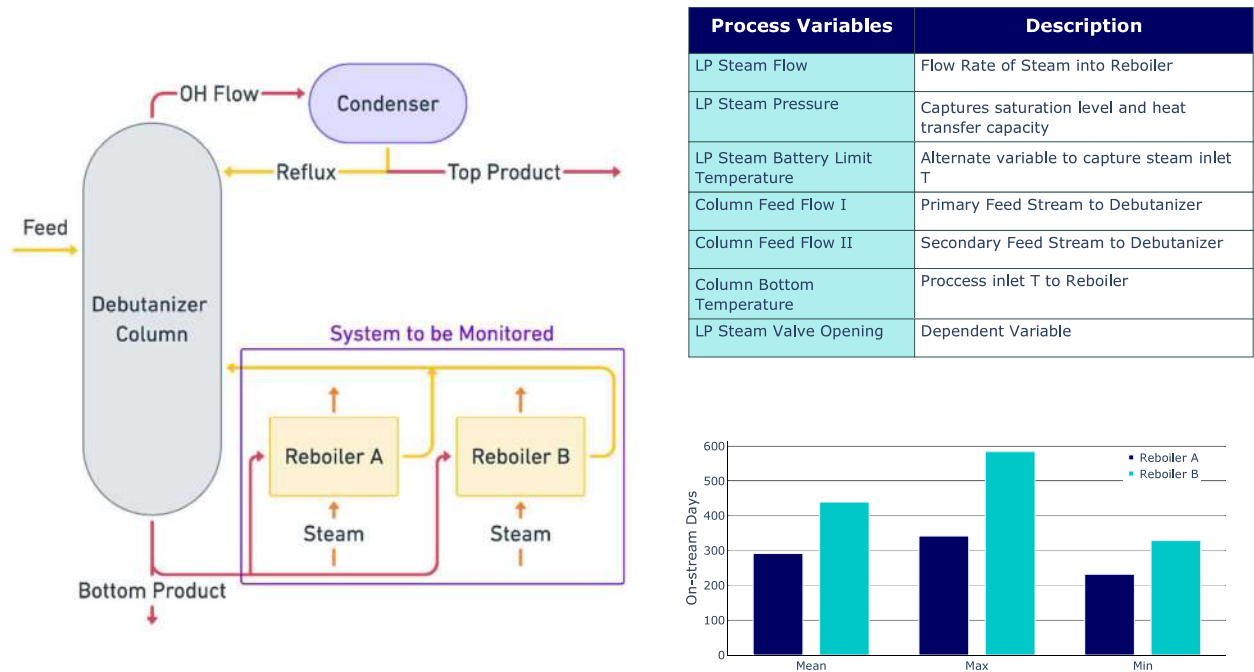 OH Flow
Condenser
Reflux
Top Product
Feed
Debutanizer
Column
System to be Monitored
Reboiler A
Reboiler B
Steam
Steam
Bottom Product
Process Variables
Description
LP Steam Flow
Flow Rate of Steam into Reboiler
LP Steam Pressure
Captures saturation level and heat
transfer capacity
LP Steam Battery Limit
Temperature
Alternate variable to capture steam inlet
T
Column Feed Flow I
Primary Feed Stream to Debutanizer
Column Feed Flow II
Secondary Feed Stream to Debutanizer
Column Bottom
Temperature
Proccess inlet T to Reboiler
LP Steam Valve Opening
Dependent Variable
600
500
400
300
200
100
0
On-stream Days
Reboiler A
Reboiler B
Mean
Max
Min